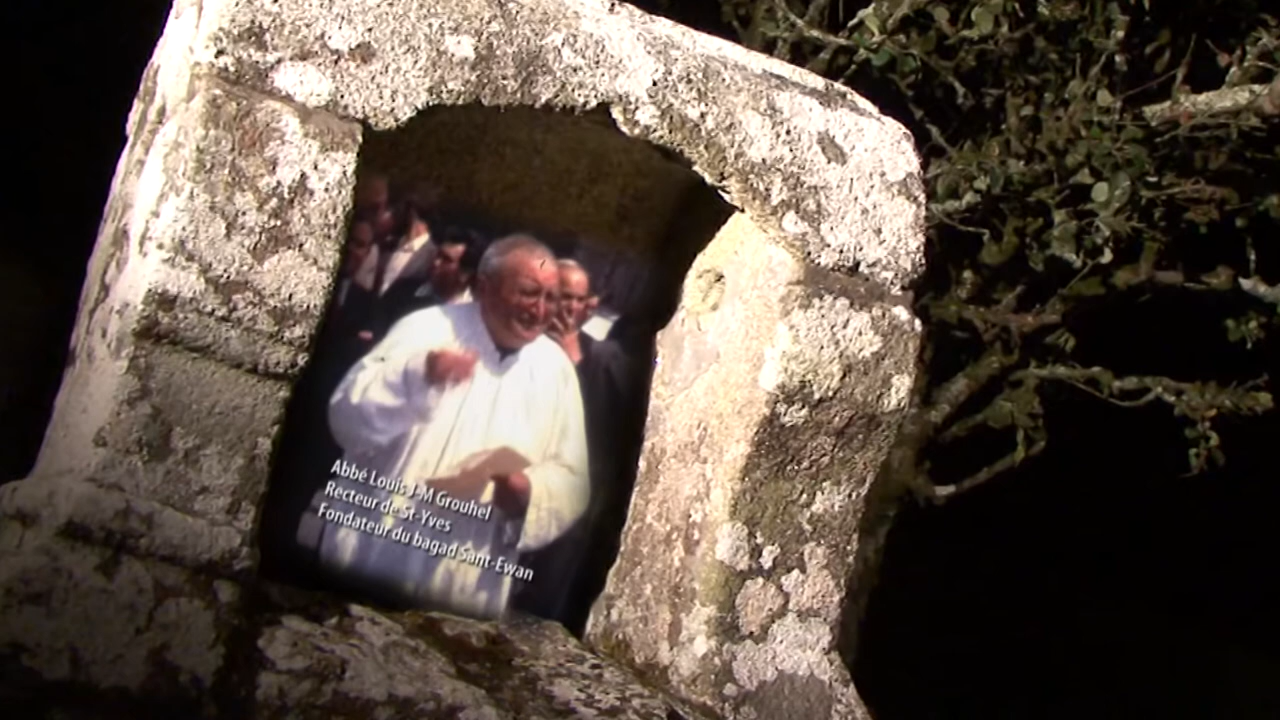 Abbé Louis J-M Grouhel
Recteur de St-Yves
Fondateur du bagad Sant-Ewan